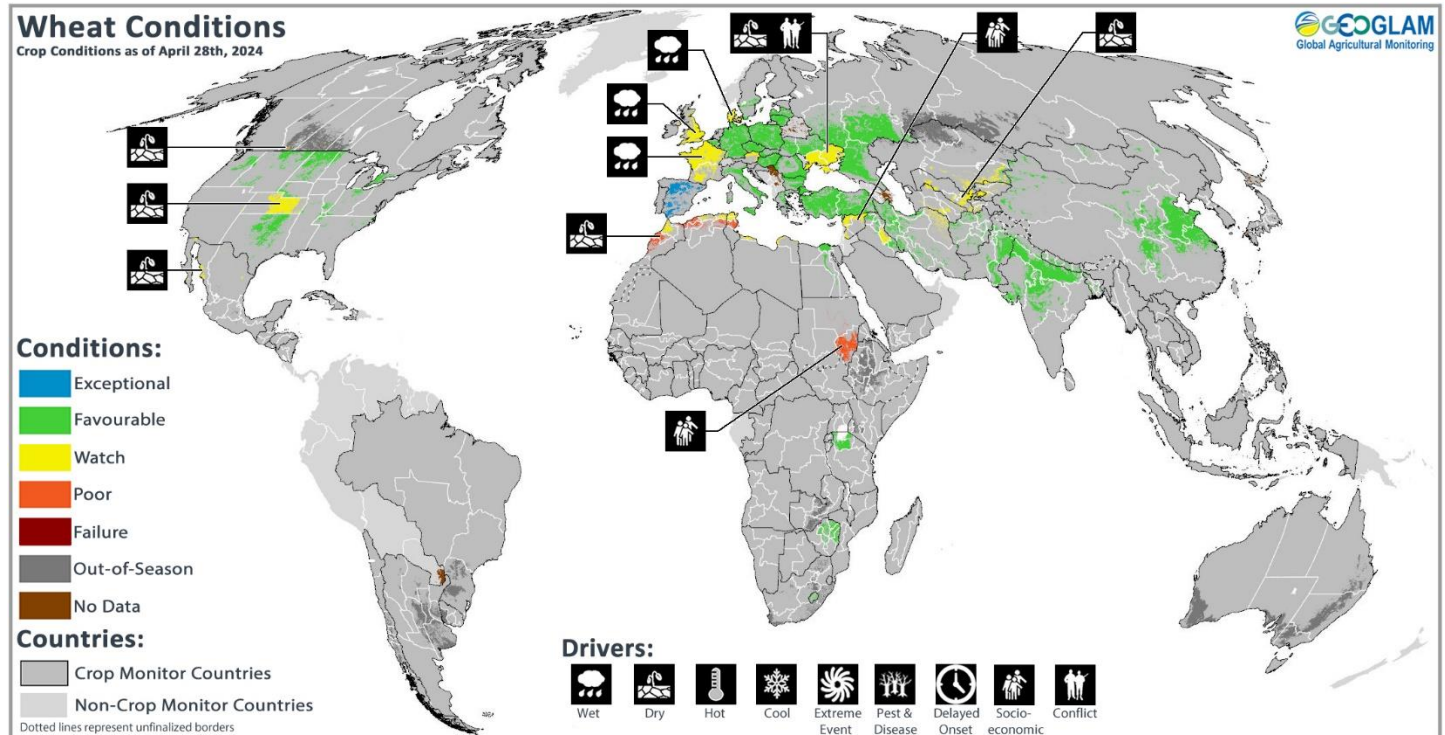 Wheat Conditions
Crop Conditions as of April 28th, 2024
GEOGLAM
Global Agricultural Monitoring
Conditions:
Exceptional
Favourable
Watch
Poor
Failure
Out-of-Season
No Data
Countries:
Crop Monitor Countries
Non-Crop Monitor Countries
Dotted lines represent unfinalized borders
Drivers:
Wet
Dry
Hot
Cool
Extreme
Event
Pest &
Disease
Delayed
Onset
Socio-
economic
Conflict